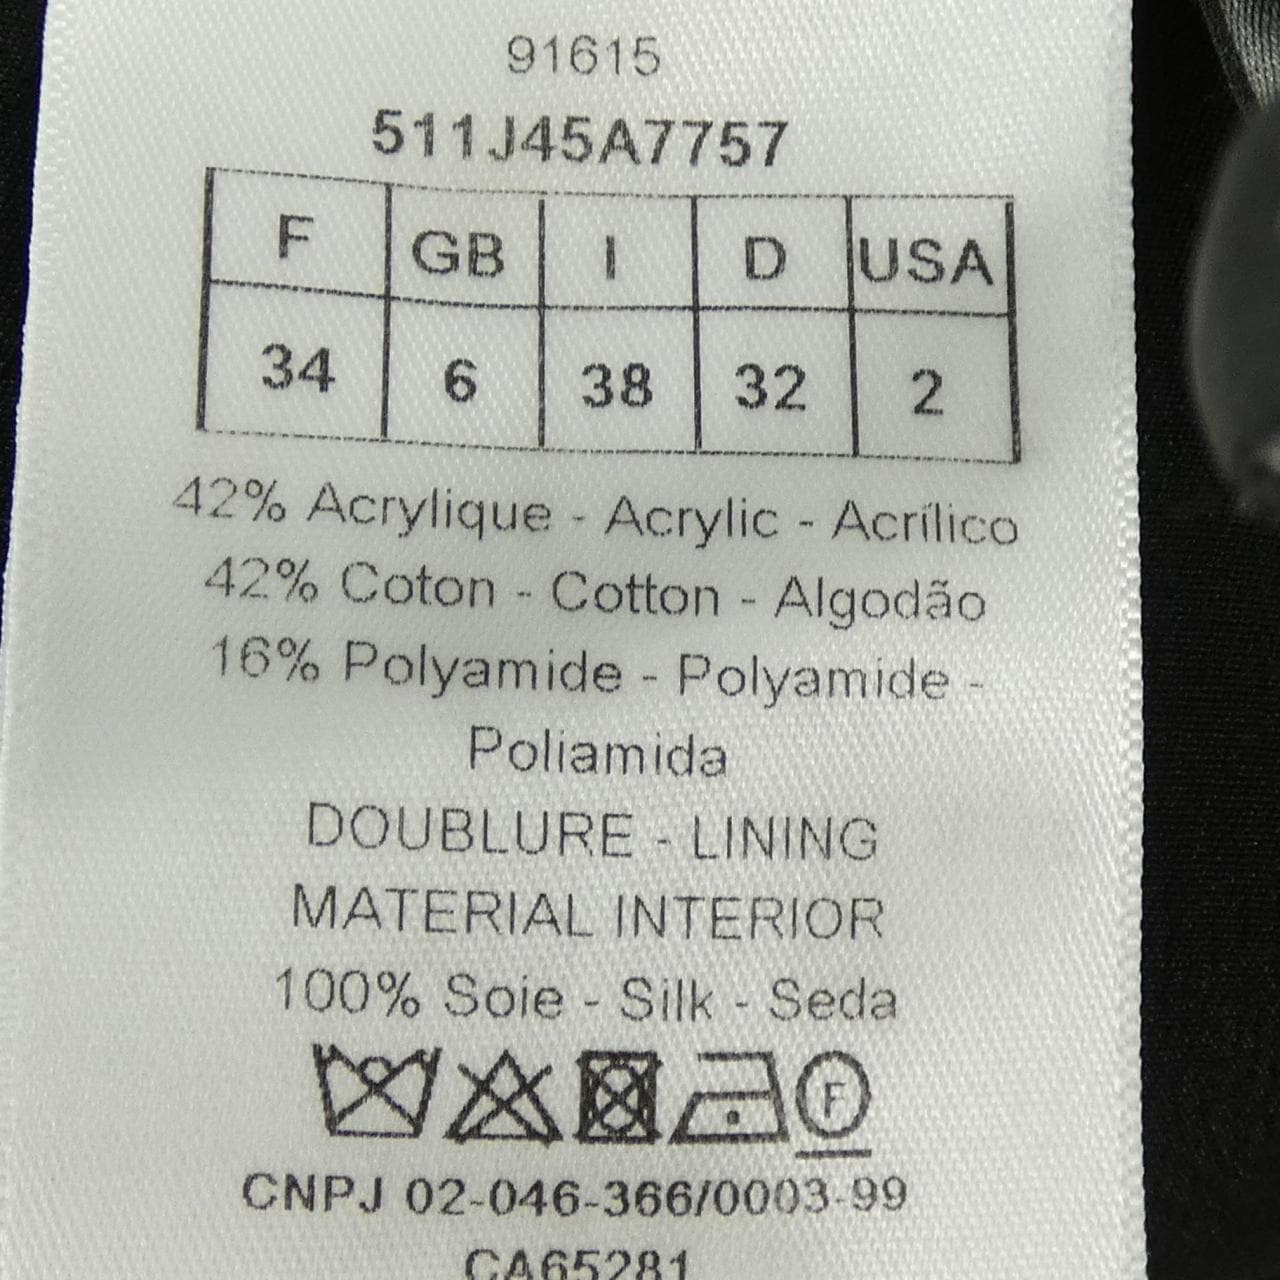 91615
511J45A7757
F GB I D USA
34 6 38 32 2
42% Acrylique - Acrylic - Acrílico
42% Coton - Cotton - Algodão
16% Polyamide - Polyamide -
Poliamida
DOUBLURE - LINING
MATERIAL INTERIOR
100% Soie - Silk - Seda
F
CNPJ 02-046-366/0003-99
CA65281